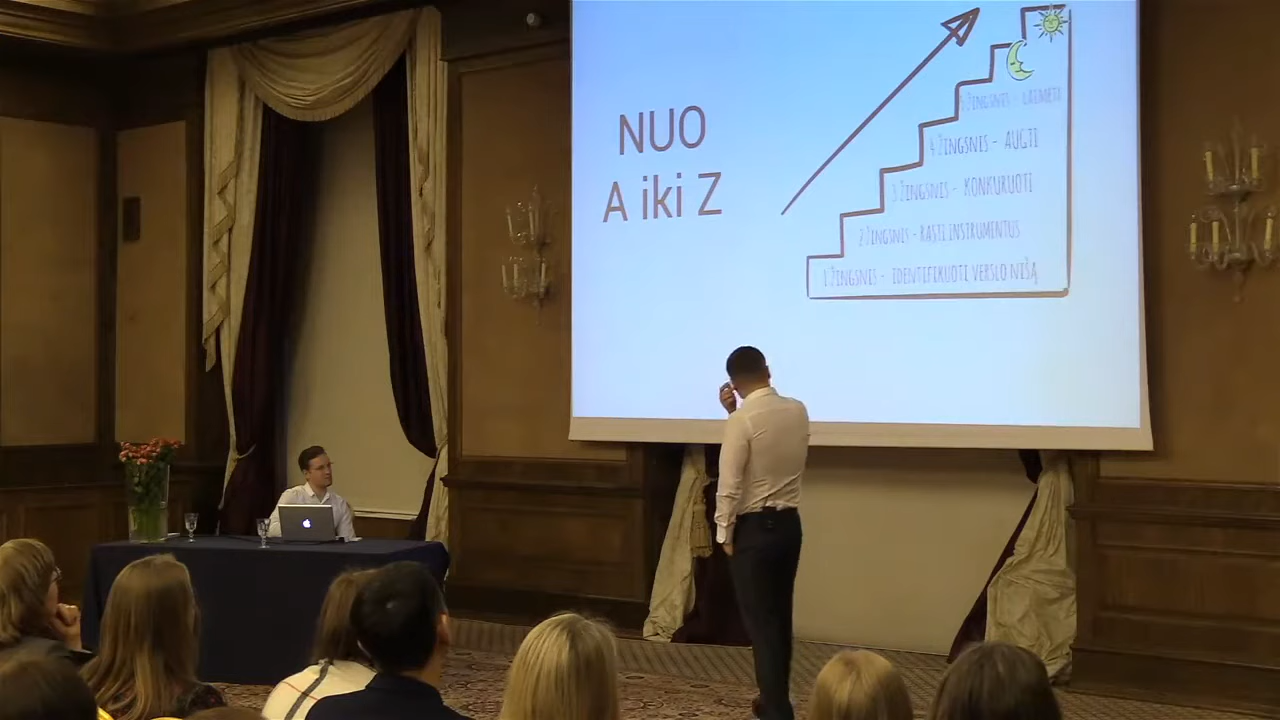 NUO
A iki Z
5 ŽINGSNIS - LAIMĖTI
4 ŽINGSNIS - AUGTI
3 ŽINGSNIS - KONKURUOTI
2 ŽINGSNIS - RASTI INSTRUMENTUS
1 ŽINGSNIS - IDENTIFIKUOTI VERSLO NIŠĄ